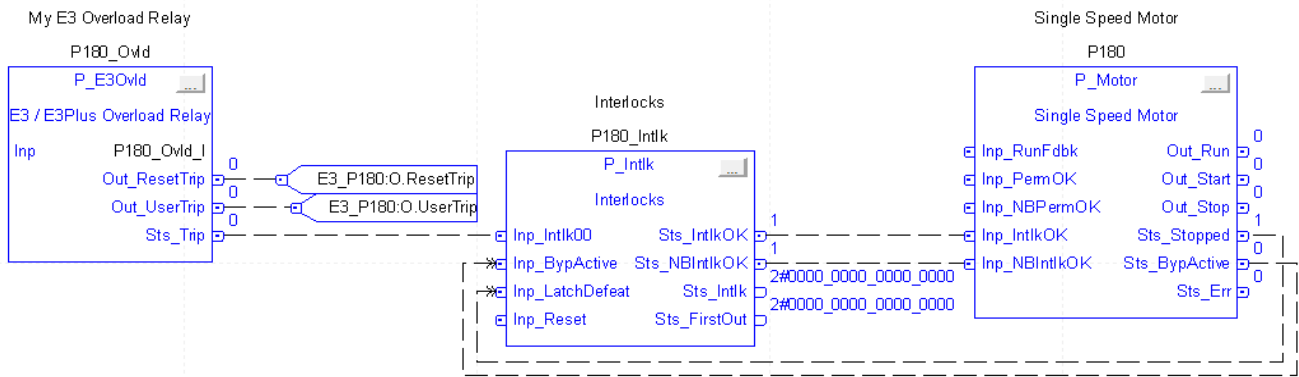 My E3 Overload Relay
P180_Ovld
P_E3Ovld
...
E3 / E3Plus Overload Relay
Inp P180_Ovld_I
Out_ResetTrip 0
E3_P180:O.ResetTrip
Out_UserTrip 0
E3_P180:O.UserTrip
Sts_Trip 0
Interlocks
P180_Intlk
P_Intlk
...
Interlocks
Inp_Intlk00 Sts_IntlkOK 1
Inp_BypActive Sts_NBIntlkOK 1
Inp_LatchDefeat Sts_Intlk 2#0000_0000_0000_0000
Inp_Reset Sts_FirstOut 2#0000_0000_0000_0000
Single Speed Motor
P180
P_Motor
...
Single Speed Motor
Inp_RunFdbk Out_Run 0
Inp_PermOK Out_Start 0
Inp_NBPermOK Out_Stop 0
Inp_IntlkOK Sts_Stopped 1
Inp_NBIntlkOK Sts_BypActive 0
Sts_Err 0